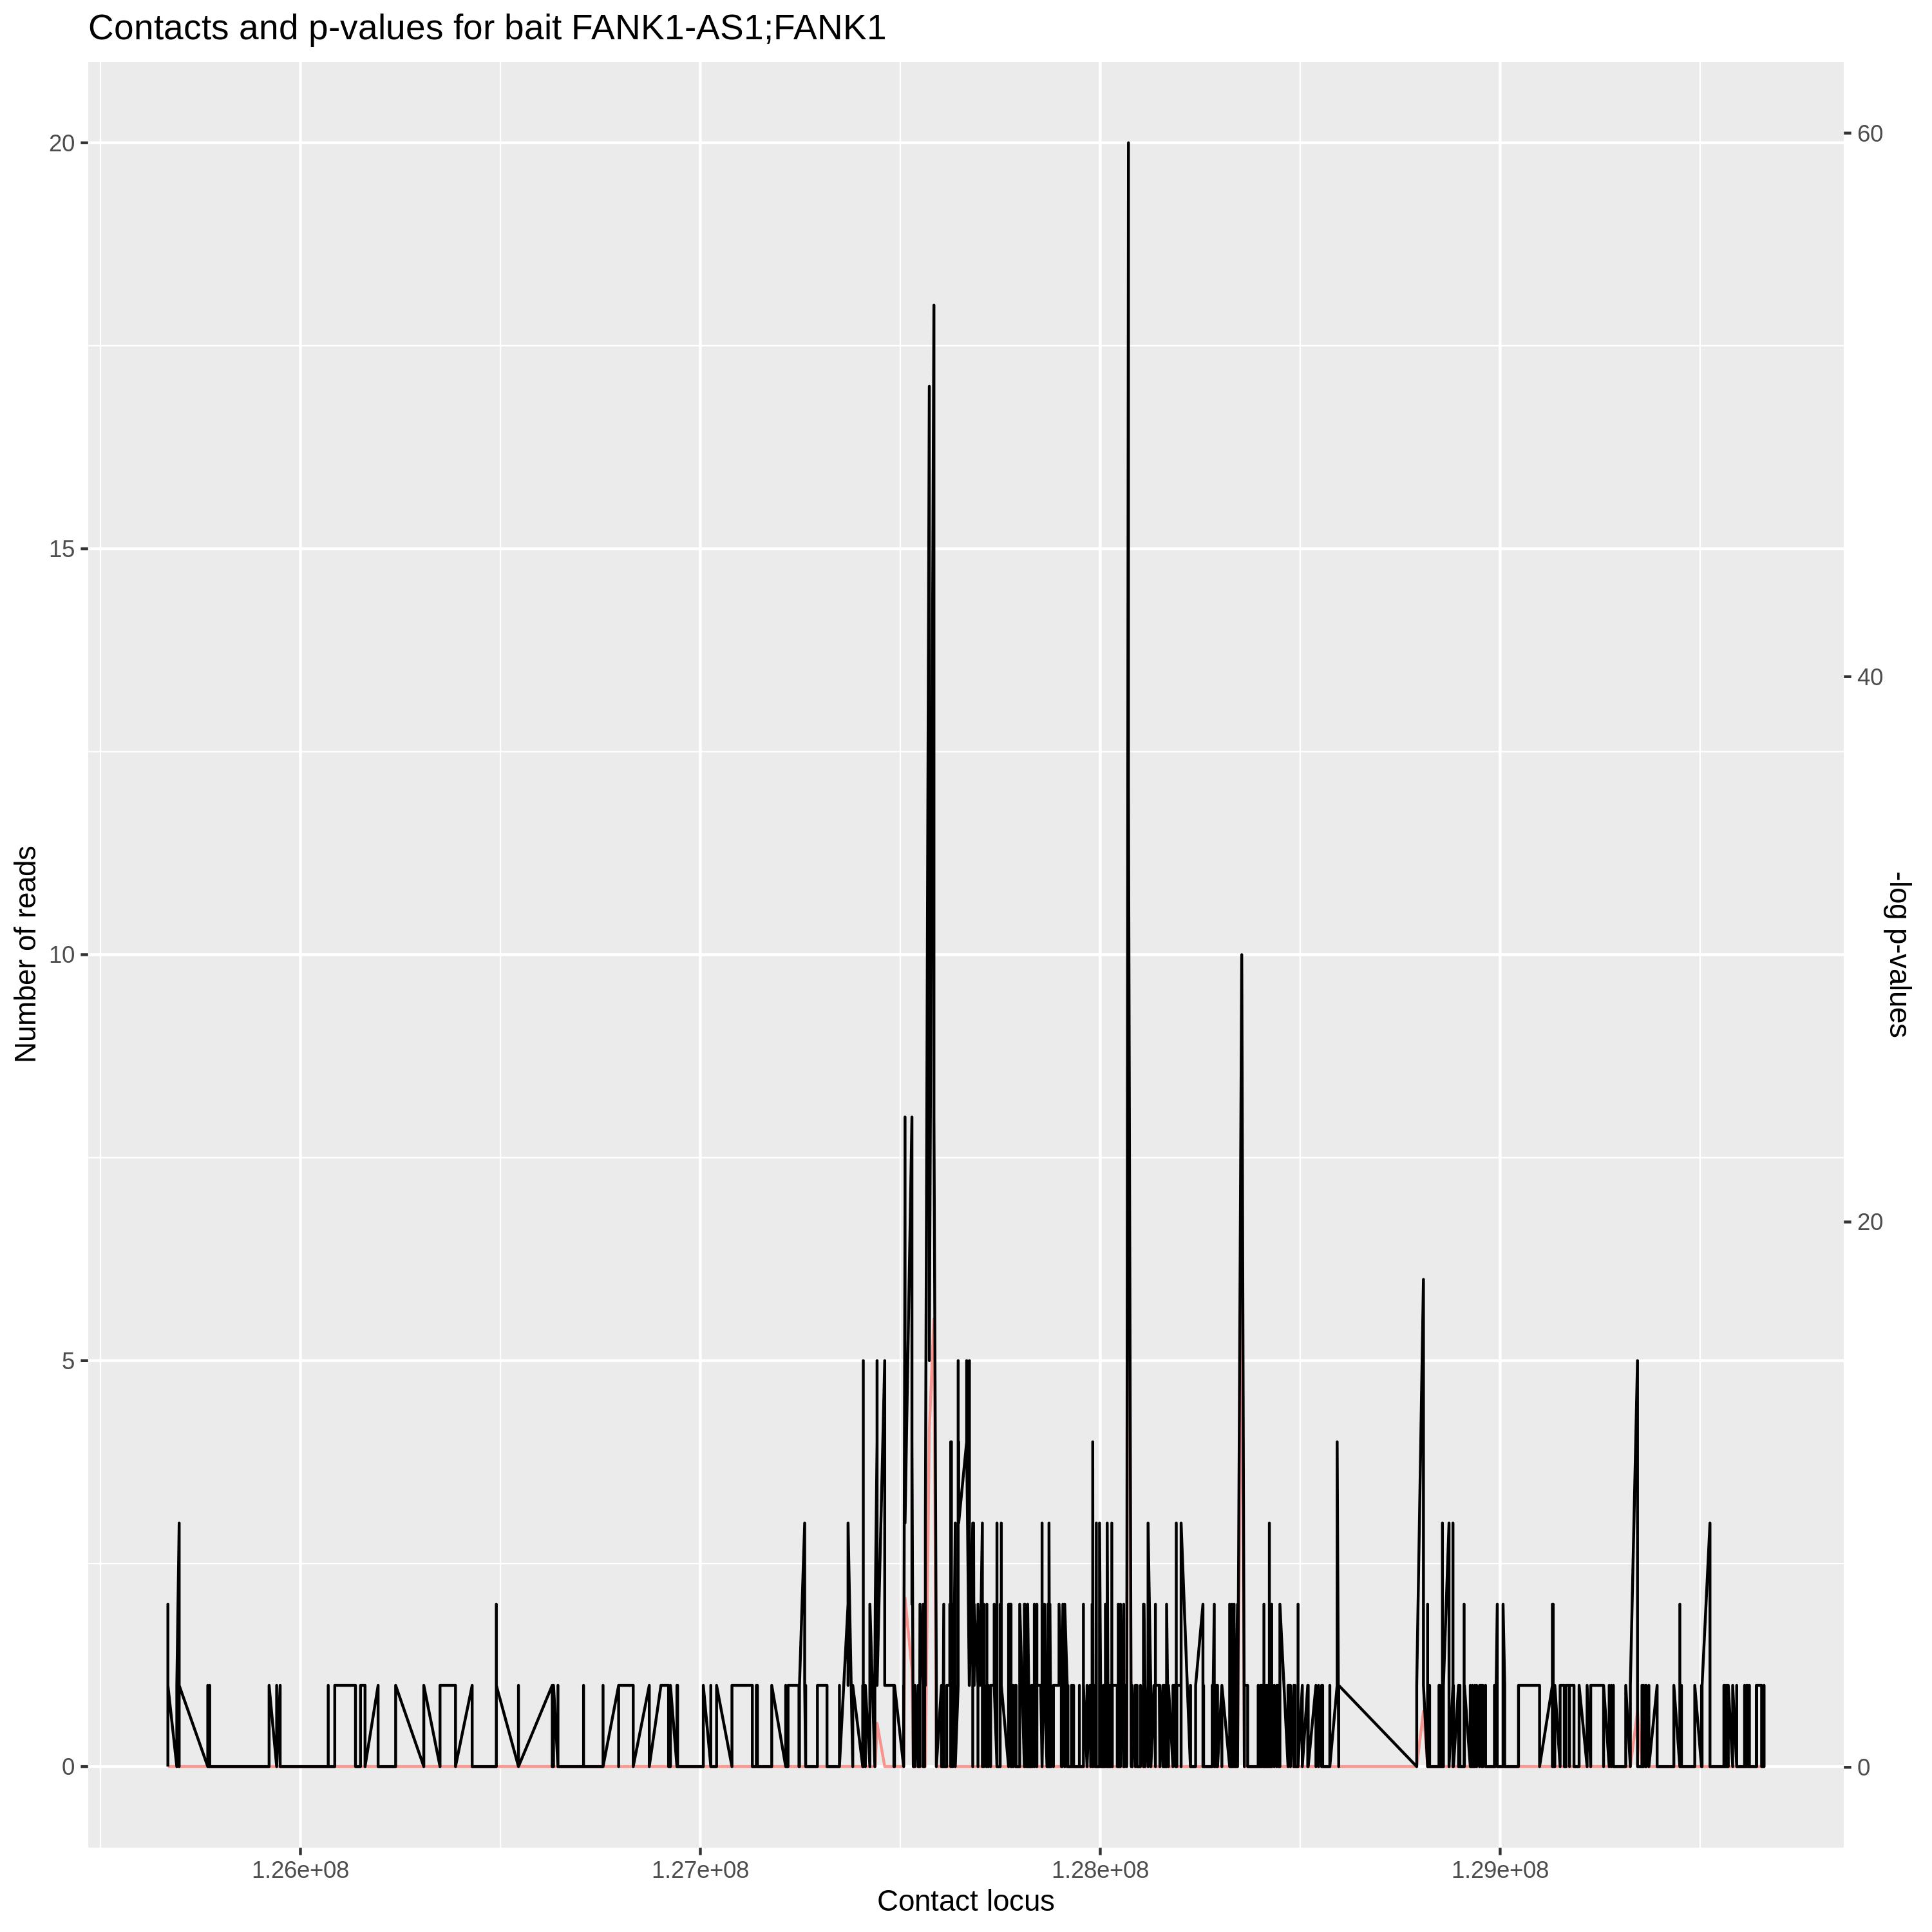 Contacts and p-values for bait FANK1-AS1;FANK1
20
15
10
5
0
Number of reads
60
40
20
0
-log p-values
1.26e+08
1.27e+08
1.28e+08
1.29e+08
Contact locus